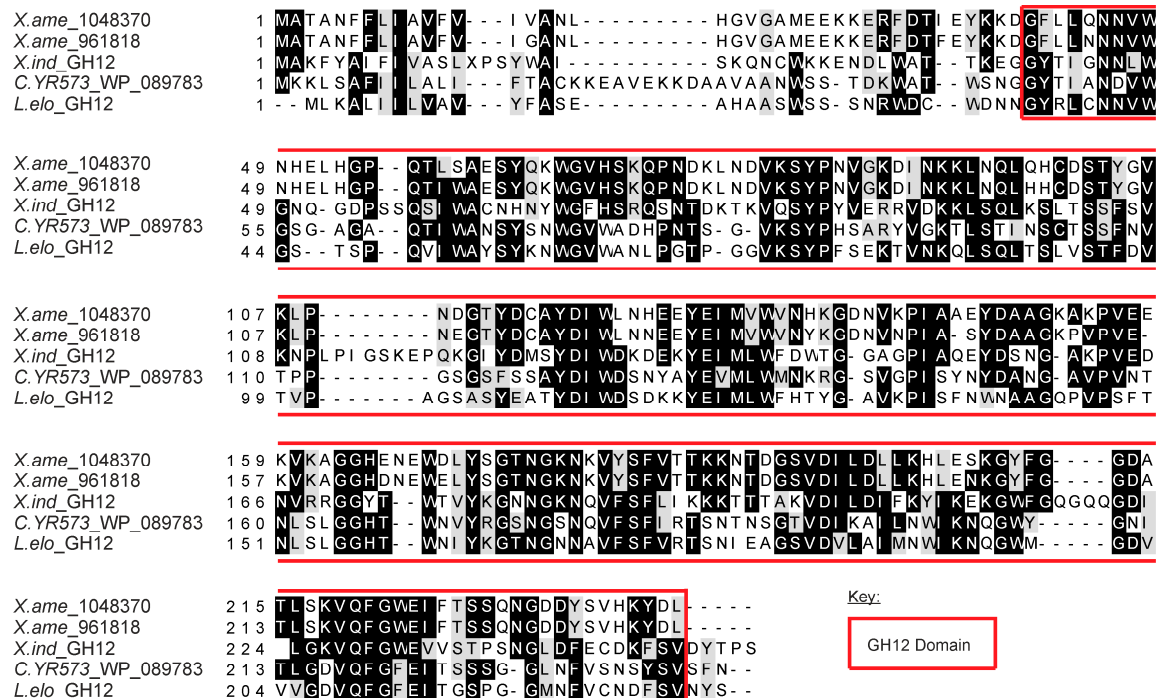 X.ame_1048370 1 MATANFFLIAVFV---IVANL------HGVGAMEEKKERFDTIEYKKDGFLLQNNVW
X.ame_961818 1 MATANFFLIAVFV---IGANL------HGVGAMEEKKERFDTFEYKKDGFLLNNNVW
X.ind_GH12 1 MAKFYAIFIVASLXPSYWAI-------SKQNCWKKENDLWAT--TKEGGYTIGNNLW
C.YR573_WP_089783 1 MKKLSAFILALI--FTACKKEAVEKKDAAVAANWSS-TDKWAT--WSNGGYTIANDVW
L.elo_GH12 1 --MLKALIILVAV---YFASE------AHAASWSS-SNRWDC--WDNNGYRLCNNVW
X.ame_1048370 49 NHELHGP--QTLSAESYQKWGVHSKQPNDKLNDVKSYPNVGKDINKKLNQLQHCDSTYGV
X.ame_961818 49 NHELHGP--QTIWAESYQKWGVHSKQPNDKLNDVKSYPNVGKDINKKLNQLHHCDSTYGV
X.ind_GH12 49 GNQ-GDPSSQSIWACNHNYWGFHSRQSNTDKTKVQSYPYVERRVDKKLSQLKSLTSSFSV
C.YR573_WP_089783 55 GSG-AGA--QTIWANSYSNWGVWADHPNTS-G-VKSYPHSARYVGKTLSTINSCTSSFNV
L.elo_GH12 44 GS--TSP--QVIWAYSYKNWGVWANLPGTP-GGVKSYPFSEKTVNKQLSQLTSLVSTFDV
X.ame_1048370 107 KLP--------NDGTYDCAYDIWLNHEEYEIMVWVNHKGDNVKPIAAEYDAAGKAKPVEE
X.ame_961818 107 KLP--------NEGTYDCAYDIWLNHEEYEIMVWVNYKGDNVNPIA-SYDAAGKPVPVE-
X.ind_GH12 108 KNPLPIGSKEPQKGIYDMSYDIWDKDEKYEIMLWFDWTG-GAGPIAQEYDSNG-AKPVED
C.YR573_WP_089783 110 TPP--------GSGSFSSAYDIWDSNYAYEVMLWMNKRG-SVGPISYNYDANG-AVPVNT
L.elo_GH12 99 TVP--------AGSASYEATYDIWDSDKKYEIMLWFHTYG-AVKPISFNWNAAGQPVPSFT
X.ame_1048370 159 KVKAGGHENEWDLYSGTNGKNKVYSFVTTKKNTDGSVDILDLLKHLESKGYFG----GDA
X.ame_961818 157 KVKAGGHDNEWELYSGTNGKNKVYSFVTTKKNTDGSVDILDLLKHLENKGYFG----GDA
X.ind_GH12 166 NVRRGGYT--WTVYKGNNGKNQVFSFLIKKKTTTAKVDILDIFKYLKEKGWFGQGQQGDI
C.YR573_WP_089783 160 NLSLGGHT--WNVYRGSNGSNQVFSFIRTSNTNSGTVDIKAILNWIKNQGWY-----GNI
L.elo_GH12 151 NLSLGGHT--WNIYKGTNGNNAVFSFVRTSNIEAGSVDVLAIMNWIKNQGWM-----GDV
X.ame_1048370 215 TLSKVQFGWEIFTSSQNGDDYSVHKYDL-----
X.ame_961818 213 TLSKVQFGWEIFTSSQNGDDYSVHKYDL-----
X.ind_GH12 224 LGKVQFGWEVVSTPSNGLDFECDKFSVDYTPS
C.YR573_WP_089783 213 TLGDVQFGFEITSSSG-GLNFVSNSYSVSFN--
L.elo_GH12 204 VVGDVQFGFEITGSPG-GMNFVCNDFSVNYS--
Key:
GH12 Domain